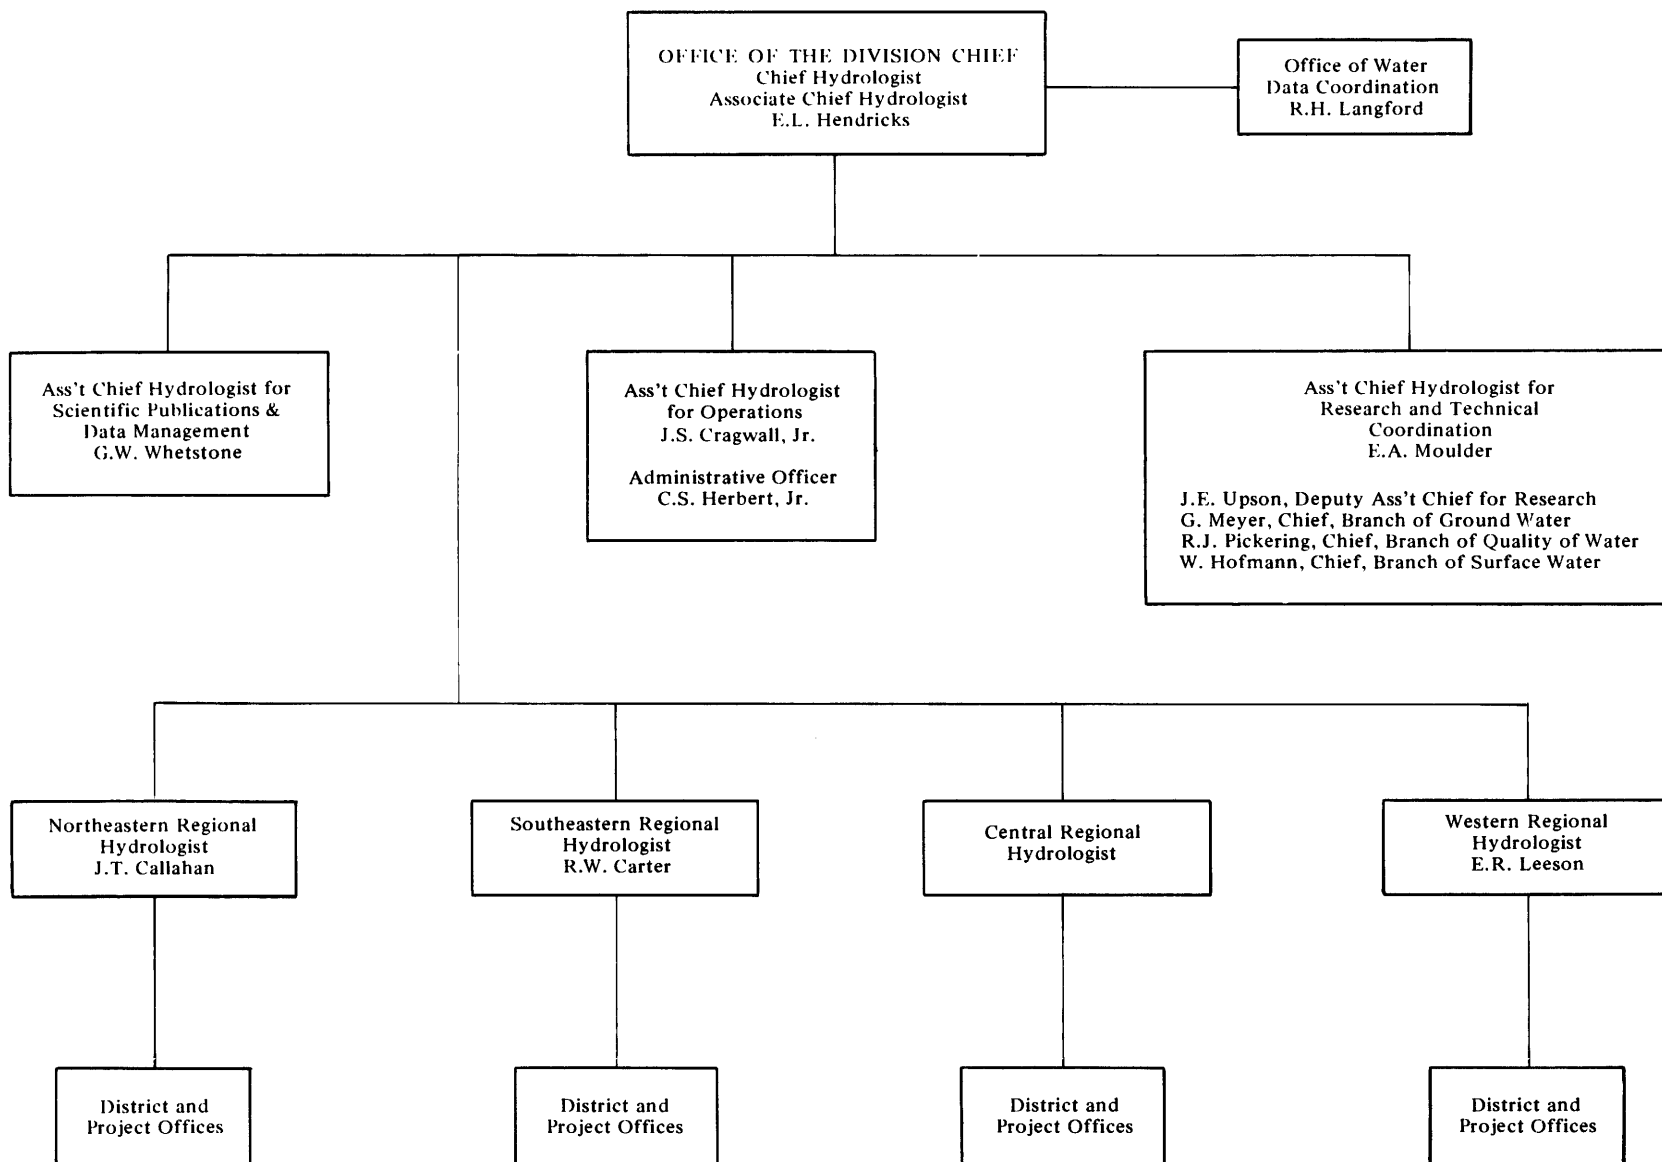 OFFICE OF THE DIVISION CHIEF
Chief Hydrologist
Associate Chief Hydrologist
E.L. Hendricks
Office of Water
Data Coordination
R.H. Langford
Ass't Chief Hydrologist for
Scientific Publications &
Data Management
G.W. Whetstone
Ass't Chief Hydrologist
for Operations
J.S. Cragwall, Jr.
Administrative Officer
C.S. Herbert, Jr.
Ass't Chief Hydrologist for
Research and Technical
Coordination
E.A. Moulder
J.E. Upson, Deputy Ass't Chief for Research
G. Meyer, Chief, Branch of Ground Water
R.J. Pickering, Chief, Branch of Quality of Water
W. Hofmann, Chief, Branch of Surface Water
Northeastern Regional
Hydrologist
J.T. Callahan
Southeastern Regional
Hydrologist
R.W. Carter
Central Regional
Hydrologist
Western Regional
Hydrologist
E.R. Leeson
District and
Project Offices
District and
Project Offices
District and
Project Offices
District and
Project Offices